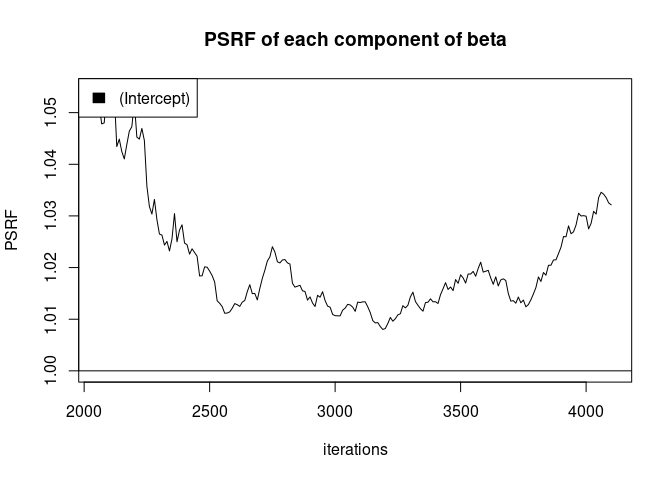 PSRF of each component of beta
(Intercept)
PSRF
1.05
1.04
1.03
1.02
1.01
1.00
2000 2500 3000 3500 4000
iterations